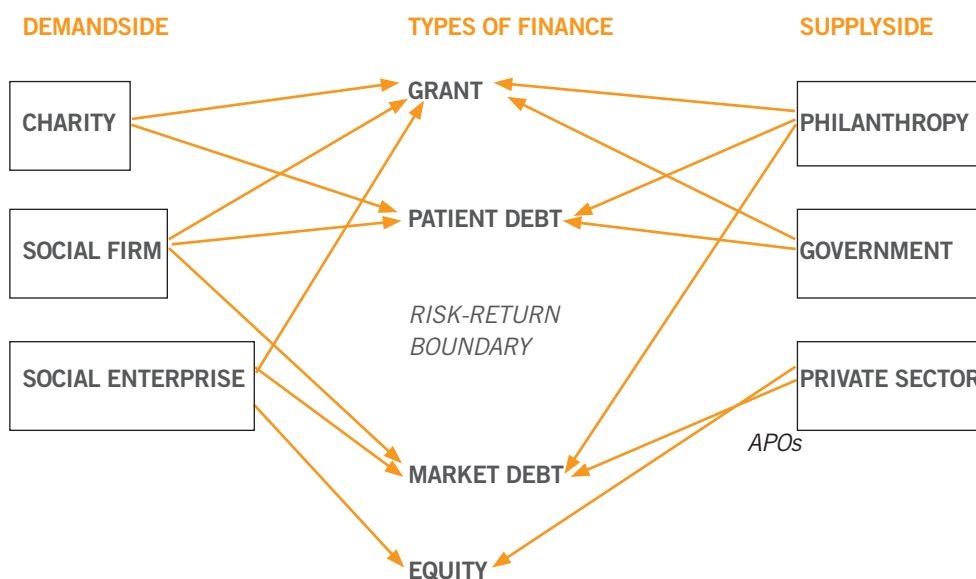 DEMANDSIDE
TYPES OF FINANCE
SUPPLYSIDE
GRANT
CHARITY
PHILANTHROPY
PATIENT DEBT
SOCIAL FIRM
GOVERNMENT
RISK-RETURN
BOUNDARY
SOCIAL ENTERPRISE
PRIVATE SECTOR
APOs
MARKET DEBT
EQUITY